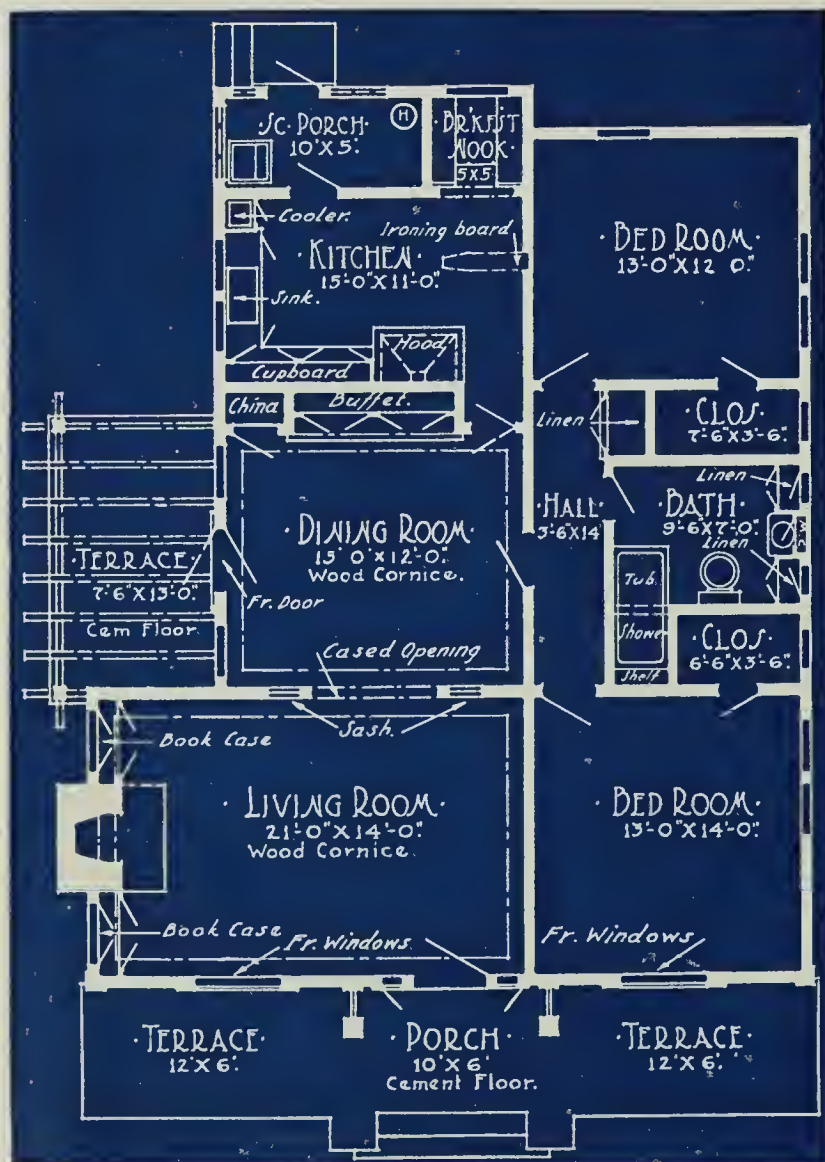 SC. PORCH
10'X5'.
H
BR'KFST
NOOK
5X5
Cooler.
Ironing board
KITCHEN
15'-0"X11'-0".
BED ROOM
13'-0"X12 0".
Sink.
Hood
Cupboard
China
Buffet.
Linen
CLOS.
7'-6"X3'-6".
Linen
HALL
3'-6"X14'
BATH
9'-6"X7'-0".
Linen
DINING ROOM
15' 0"X12'-0".
Wood Cornice.
TERRACE
7'-6"X13'-0".
Cem Floor.
Fr. Door
Tub.
Shower
Shelf
CLOS.
6'-6"X3'-6".
Cased Opening
Sash.
Book Case
LIVING ROOM
21'-0"X14'-0".
Wood Cornice.
BED ROOM
13'-0"X14'-0".
Book Case
Fr. Windows
Fr. Windows
TERRACE
12'X6'.
PORCH
10'X6'
Cement Floor.
TERRACE
12'X6'.